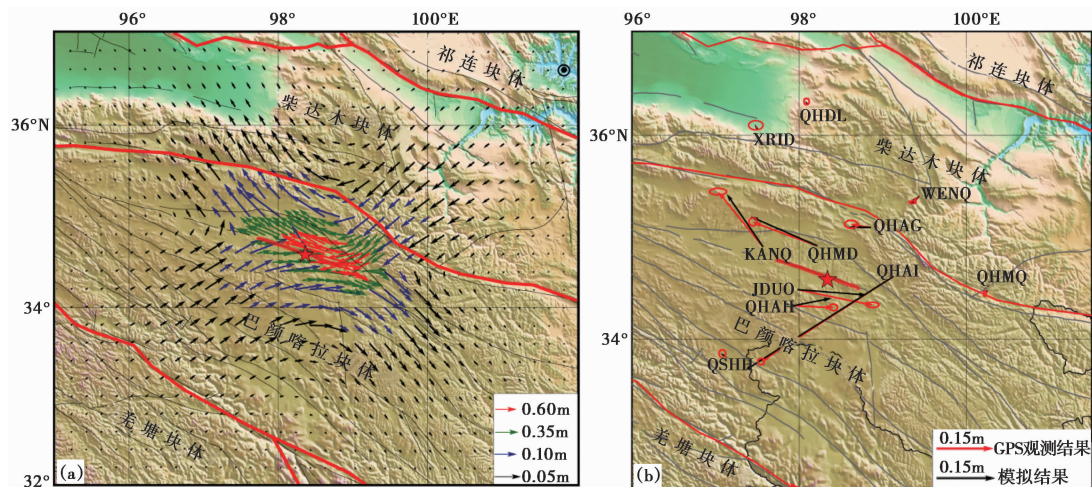 96°
98°
100°E
祁连块体
柴达木块体
36°N
34°
巴颜喀拉块体
羌塘块体
32°
(a)
0.60m
0.35m
0.10m
0.05m
96°
98°
100°E
祁连块体
QHDL
36°N
XRID
柴达木块体
WENQ
QHAG
KANQ
QHMD
QHAI
QHMQ
JDUO
QHAH
34°
巴颜喀拉块体
QSHH
羌塘块体
32°
(b)
0.15m
GPS观测结果
0.15m
模拟结果